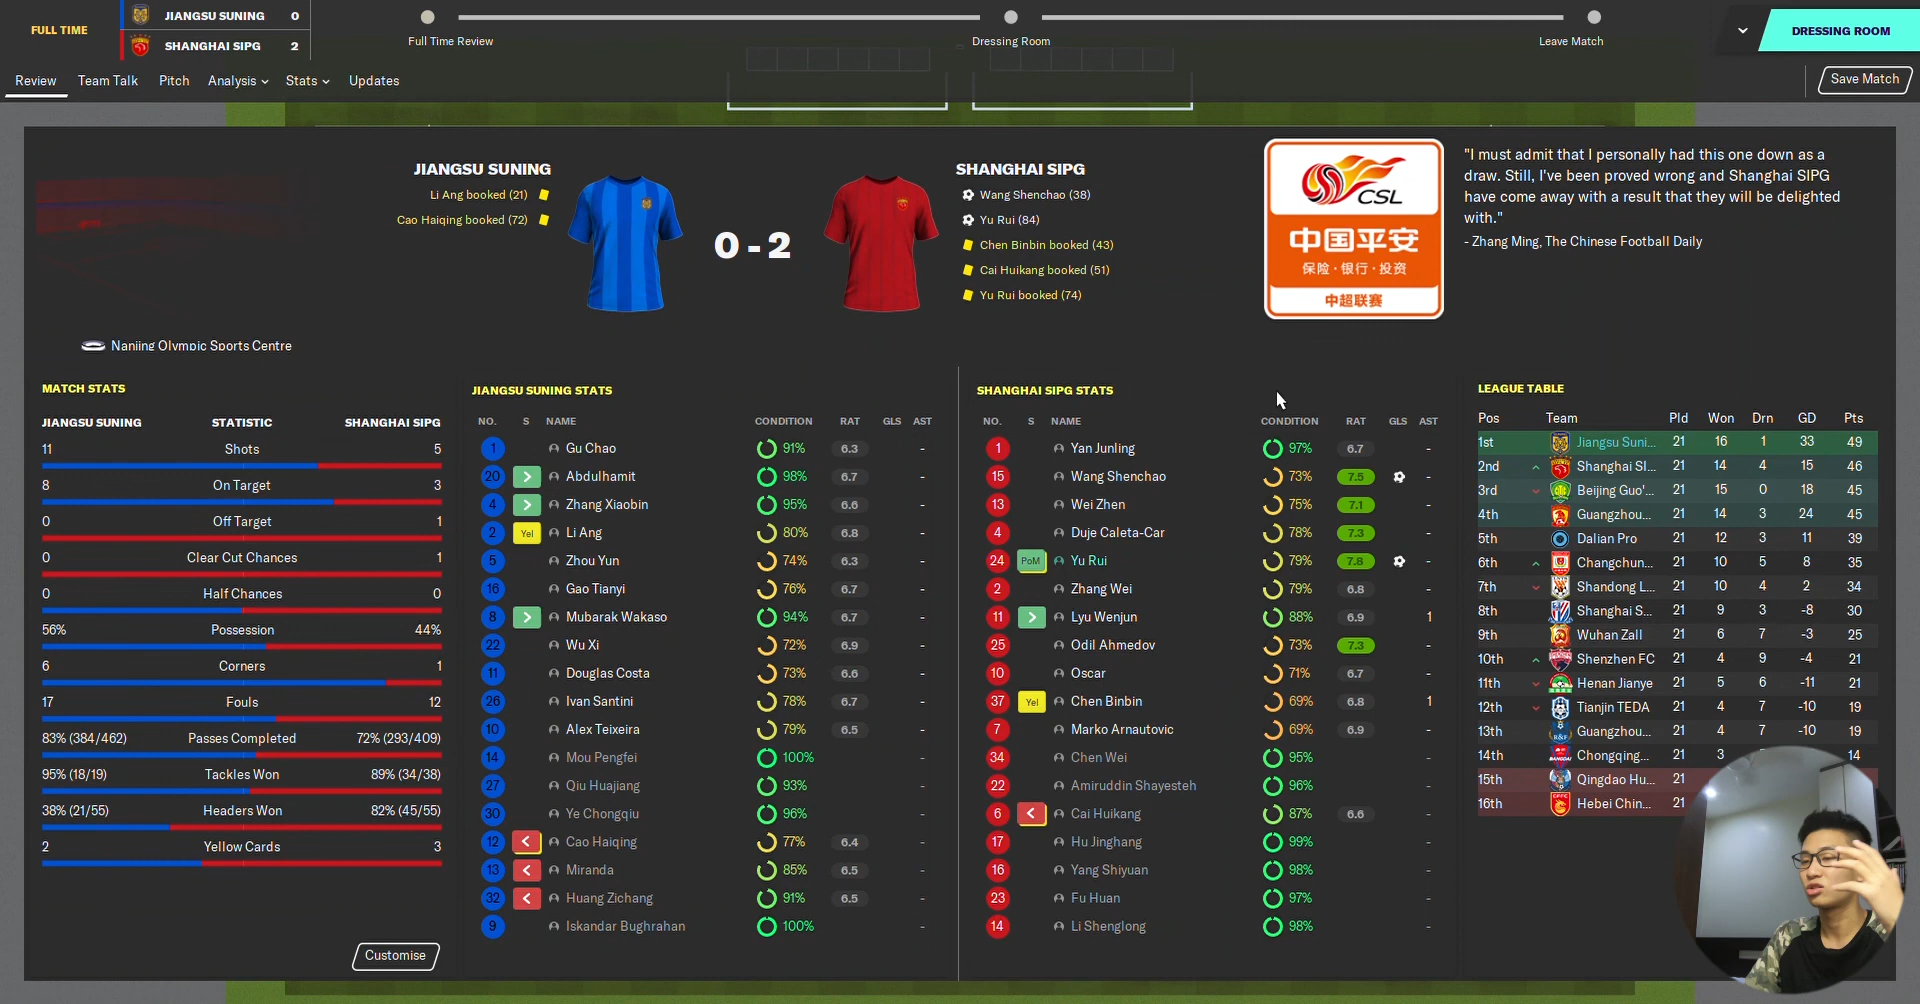 FULL TIME
JIANGSU SUNING 0
SHANGHAI SIPG 2
Full Time Review
Dressing Room
Leave Match
DRESSING ROOM
Review Team Talk Pitch Analysis Stats Updates
Save Match
JIANGSU SUNING
Li Ang booked (21)
Cao Haiqing booked (72)
0 - 2
SHANGHAI SIPG
Wang Shenchao (38)
Yu Rui (84)
Chen Binbin booked (43)
Cai Huikang booked (51)
Yu Rui booked (74)
CSL
中国平安
保险·银行·投资
中超联赛
"I must admit that I personally had this one down as a
draw. Still, I've been proved wrong and Shanghai SIPG
have come away with a result that they will be delighted
with."
- Zhang Ming, The Chinese Football Daily
Nanjing Olympic Sports Centre
MATCH STATS
JIANGSU SUNING STATISTIC SHANGHAI SIPG
11 Shots 5
8 On Target 3
0 Off Target 1
0 Clear Cut Chances 1
0 Half Chances 0
56% Possession 44%
6 Corners 1
17 Fouls 12
83% (384/462) Passes Completed 72% (293/409)
95% (18/19) Tackles Won 89% (34/38)
38% (21/55) Headers Won 82% (45/55)
2 Yellow Cards 3
Customise
JIANGSU SUNING STATS
NO. S NAME CONDITION RAT GLS AST
1 Gu Chao 91% 6.3 -
20 Abdulhamit 98% 6.7 -
4 Zhang Xiaobin 95% 6.6 -
2 Yel Li Ang 80% 6.8 -
5 Zhou Yun 74% 6.3 -
16 Gao Tianyi 76% 6.7 -
8 Mubarak Wakaso 94% 6.7 -
22 Wu Xi 72% 6.9 -
11 Douglas Costa 73% 6.6 -
26 Ivan Santini 78% 6.7 -
10 Alex Teixeira 79% 6.5 -
14 Mou Pengfei 100% -
27 Qiu Huajiang 93% -
30 Ye Chongqiu 96% -
12 Cao Haiqing 77% 6.4 -
13 Miranda 85% 6.5 -
32 Huang Zichang 91% 6.5 -
9 Iskandar Bughrahan 100% -
SHANGHAI SIPG STATS
NO. S NAME CONDITION RAT GLS AST
1 Yan Junling 97% 6.7 -
15 Wang Shenchao 73% 7.5 -
13 Wei Zhen 75% 7.1 -
4 Duje Caleta-Car 78% 7.3 -
24 PoM Yu Rui 79% 7.8 -
2 Zhang Wei 79% 6.8 -
11 Lyu Wenjun 88% 6.9 1
25 Odil Ahmedov 73% 7.3 -
10 Oscar 71% 6.7 -
37 Yel Chen Binbin 69% 6.8 1
7 Marko Arnautovic 69% 6.9 -
34 Chen Wei 95% -
22 Amiruddin Shayesteh 96% -
6 Cai Huikang 87% 6.6 -
17 Hu Jinghang 99% -
16 Yang Shiyuan 98% -
23 Fu Huan 97% -
14 Li Shenglong 98% -
LEAGUE TABLE
Pos Team Pld Won Drn GD Pts
1st Jiangsu Suni... 21 16 1 33 49
2nd Shanghai SI... 21 14 4 15 46
3rd Beijing Guo'... 21 15 0 18 45
4th Guangzhou... 21 14 3 24 45
5th Dalian Pro 21 12 3 11 39
6th Changchun... 21 10 5 8 35
7th Shandong L... 21 10 4 2 34
8th Shanghai S... 21 9 3 -8 30
9th Wuhan Zall 21 6 7 -3 25
10th Shenzhen FC 21 4 9 -4 21
11th Henan Jianye 21 5 6 -11 21
12th Tianjin TEDA 21 4 7 -10 19
13th Guangzhou... 21 4 7 -10 19
14th Chongqing... 21 3 14
15th Qingdao Hu... 21
16th Hebei Chin... 21